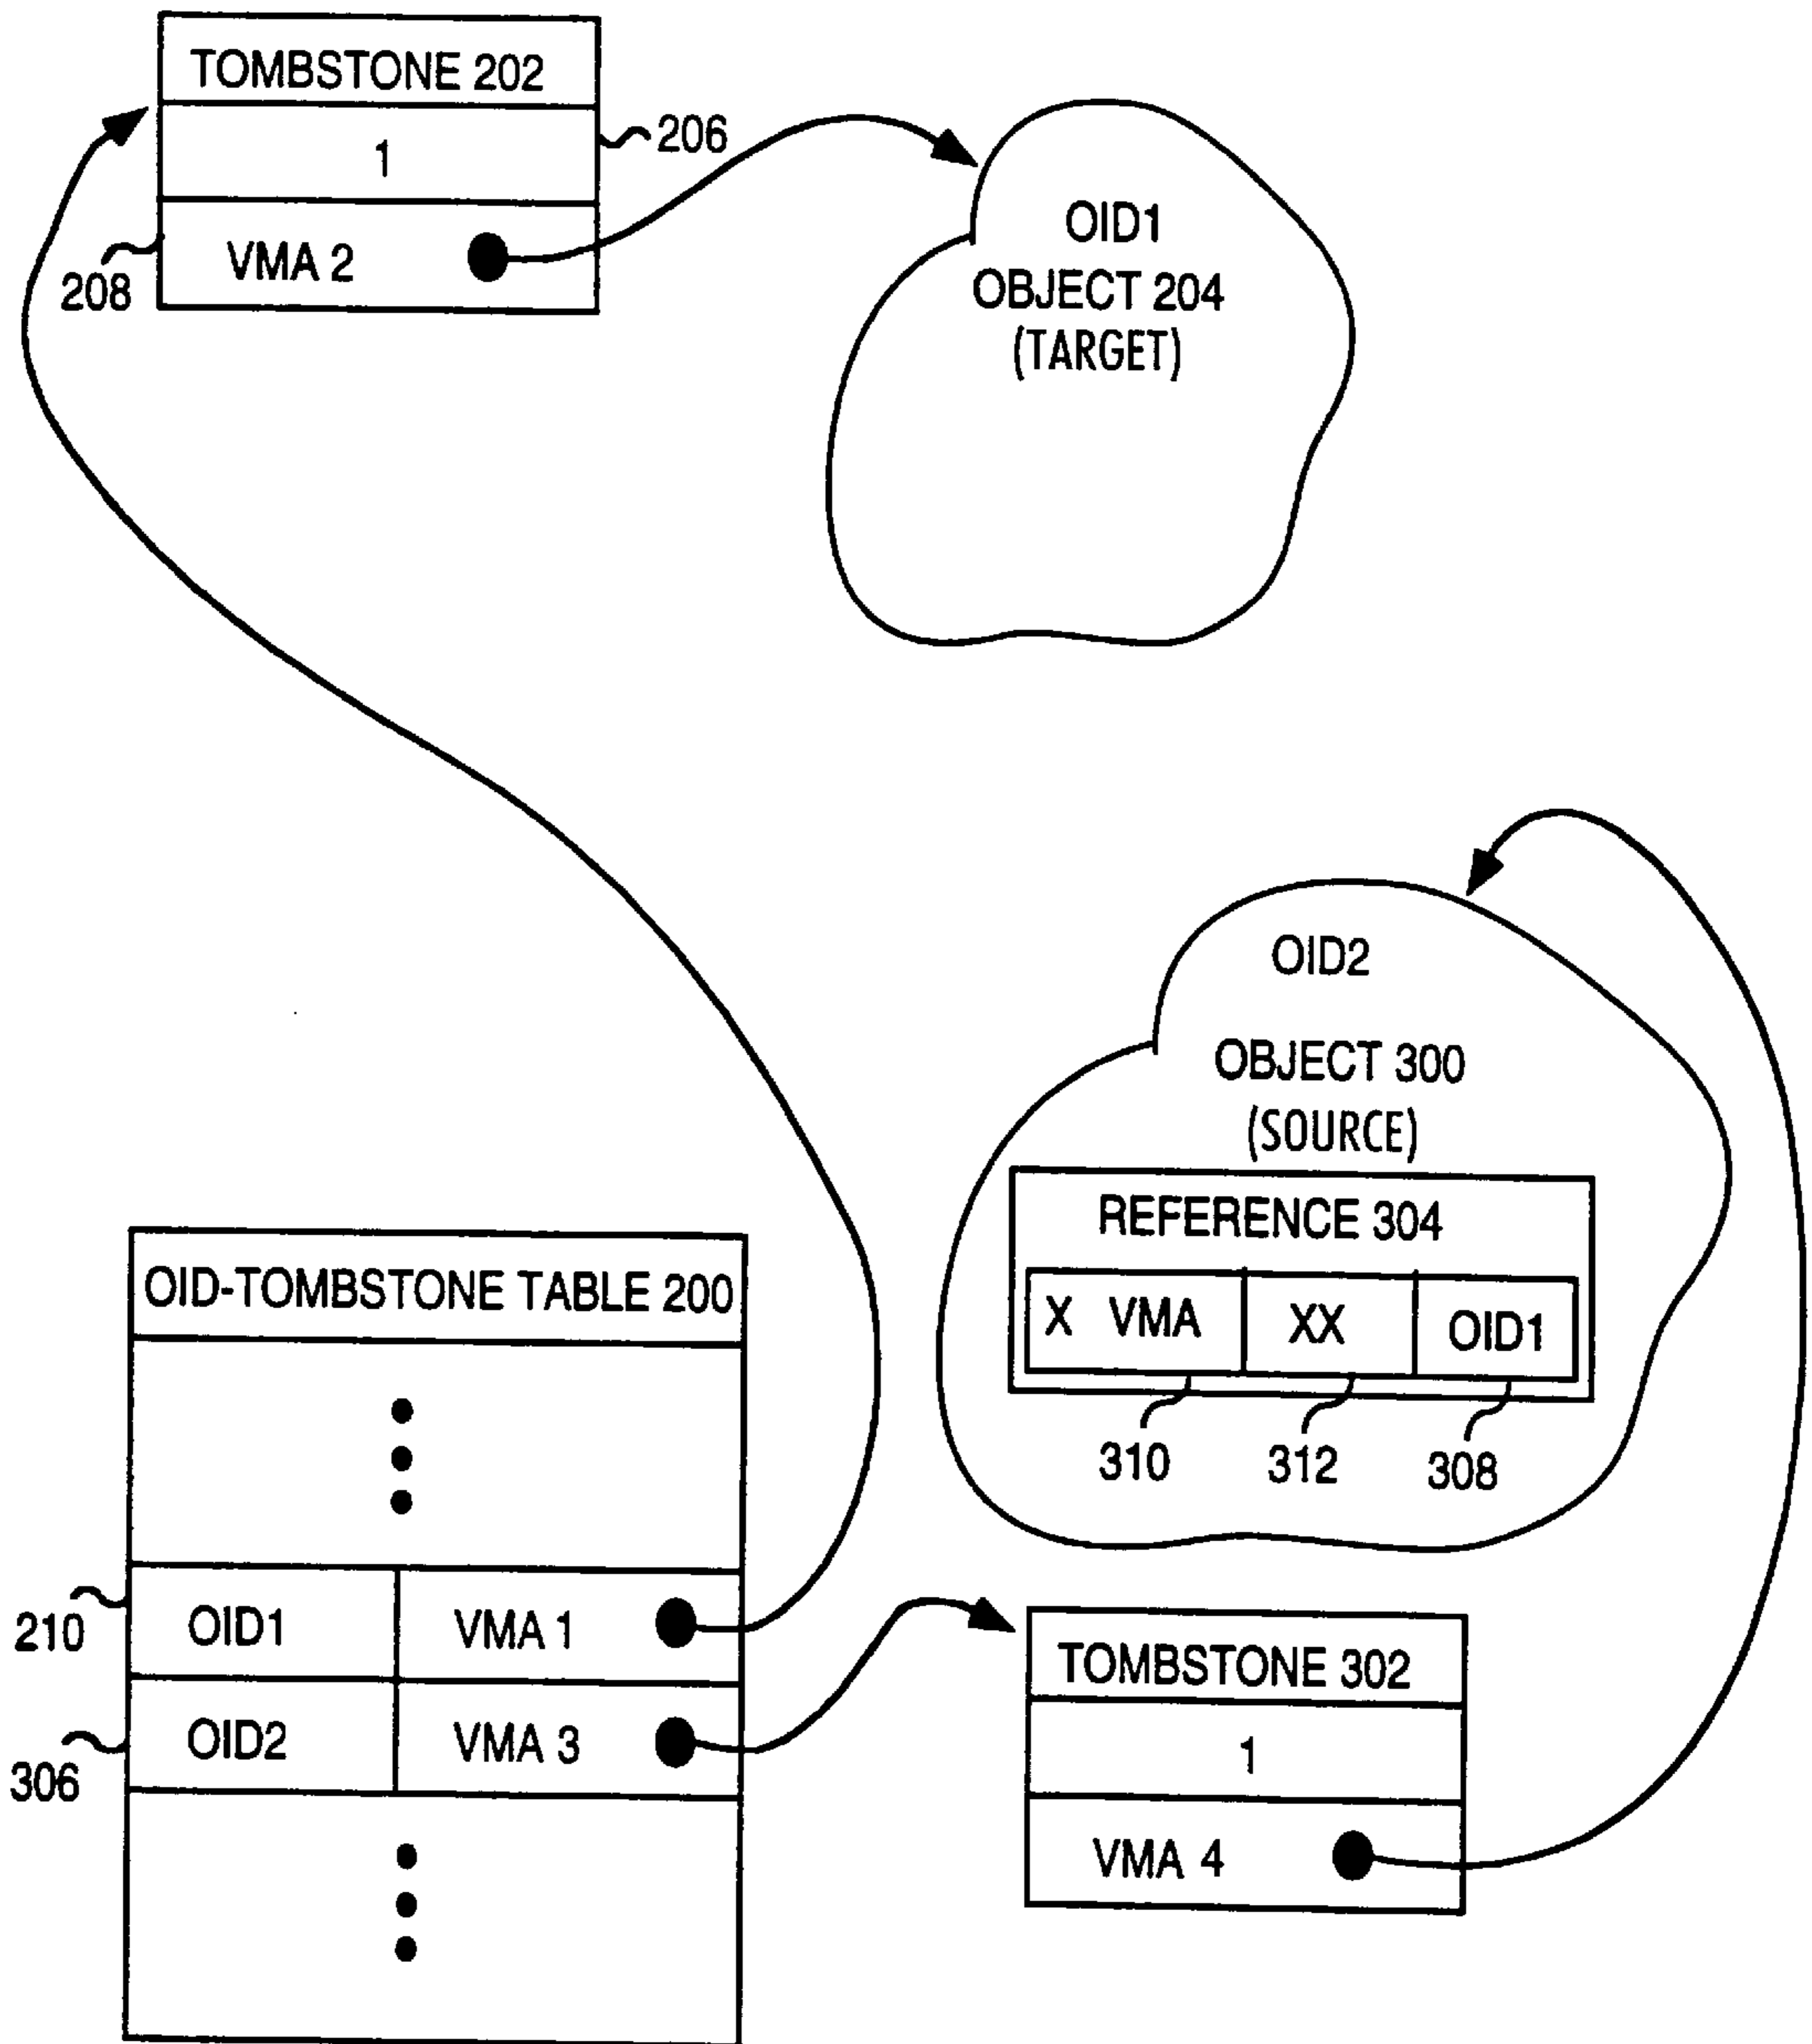 TOMBSTONE 202
1
206
VMA 2
208
OID1
OBJECT 204
(TARGET)
OID2
OBJECT 300
(SOURCE)
REFERENCE 304
X VMA XX OID1
310 312 308
OID-TOMBSTONE TABLE 200
210
OID1 VMA 1
306
OID2 VMA 3
TOMBSTONE 302
1
VMA 4